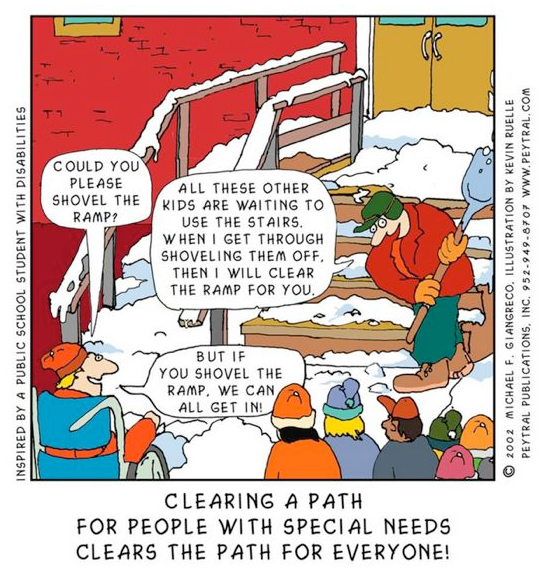 COULD YOU
PLEASE
SHOVEL THE
RAMP?
ALL THESE OTHER
KIDS ARE WAITING TO
USE THE STAIRS.
WHEN I GET THROUGH
SHOVELING THEM OFF,
THEN I WILL CLEAR
THE RAMP FOR YOU.
BUT IF
YOU SHOVEL THE
RAMP, WE CAN
ALL GET IN!
INSPIRED BY A PUBLIC SCHOOL STUDENT WITH DISABILITIES
© 2002 MICHAEL F. GIANGRECO, ILLUSTRATION BY KEVIN RUELLE
PEYTRAL PUBLICATIONS, INC. 952-949-8707 WWW.PEYTRAL.COM
CLEARING A PATH
FOR PEOPLE WITH SPECIAL NEEDS
CLEARS THE PATH FOR EVERYONE!